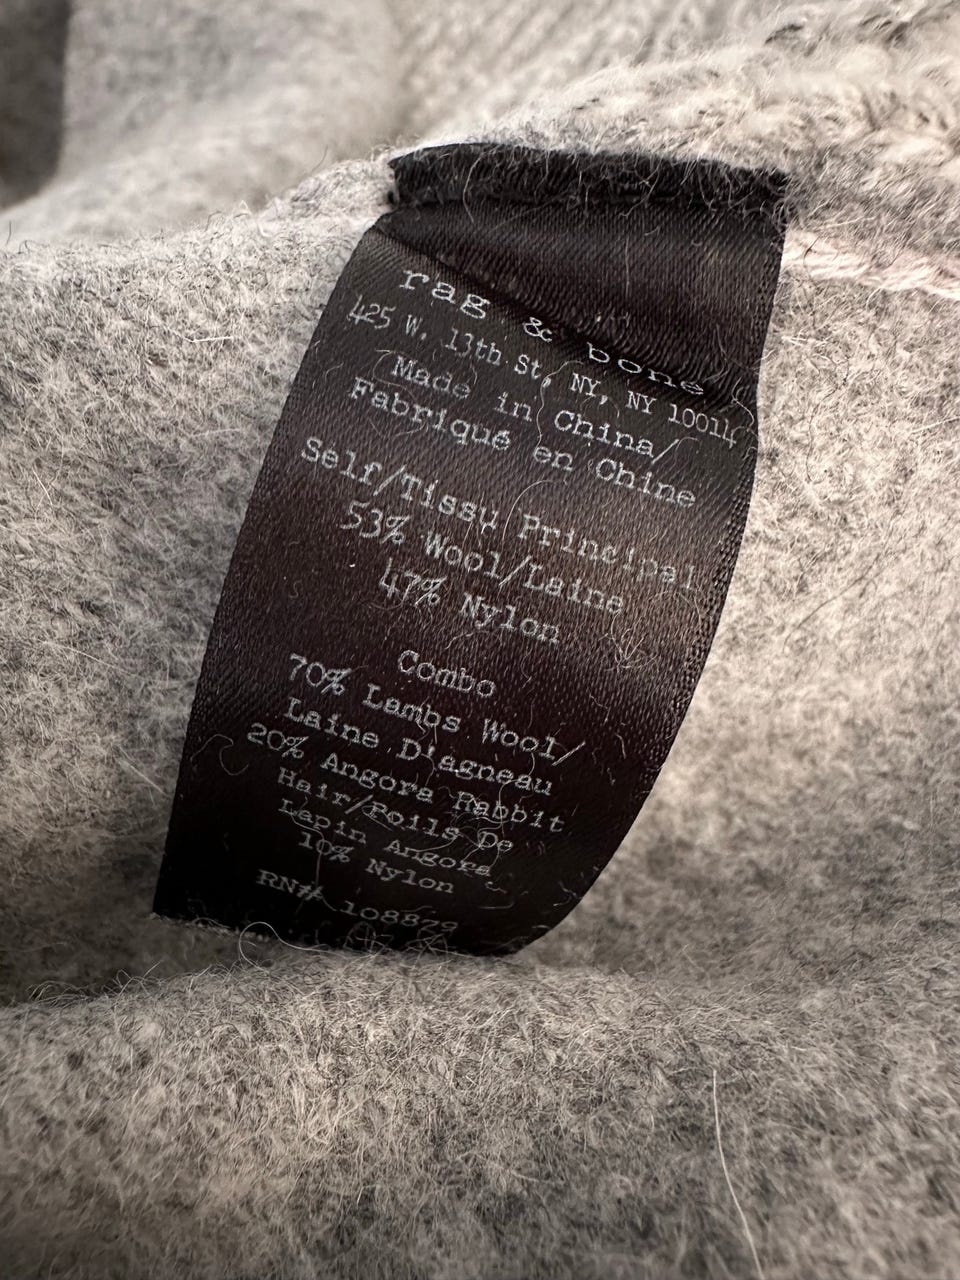 rag & bone
425 W. 13th St, NY, NY 10014
Made in China/
Fabriqué en Chine
Self/Tissu Principal
53% Wool/Laine
47% Nylon
Combo
70% Lambs Wool/
Laine D'agneau
20% Angora Rabbit
Hair/Poils De
Lapin Angora
10% Nylon
RN# 108879